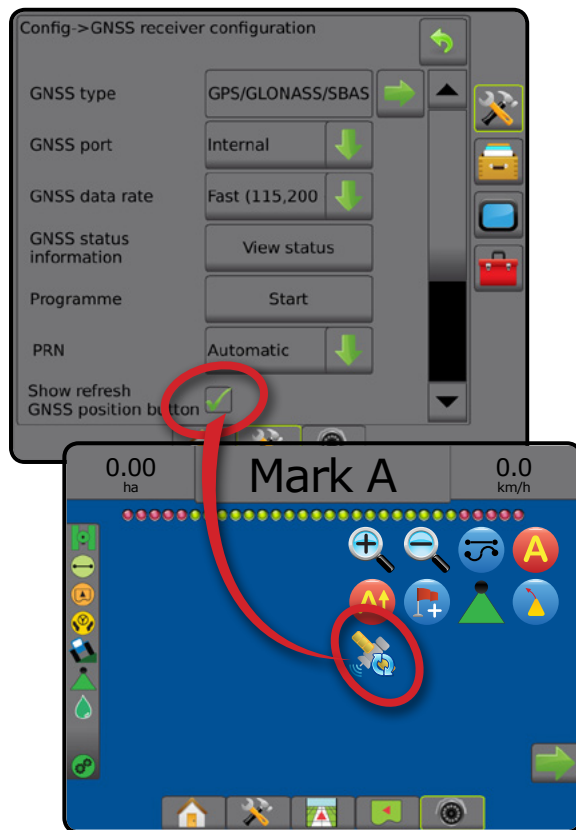 Config->GNSS receiver configuration
GNSS type GPS/GLONASS/SBAS
GNSS port Internal
GNSS data rate Fast (115,200
GNSS status
information View status
Programme Start
PRN Automatic
Show refresh
GNSS position button
0.00 Mark A 0.0
ha km/h
A
A